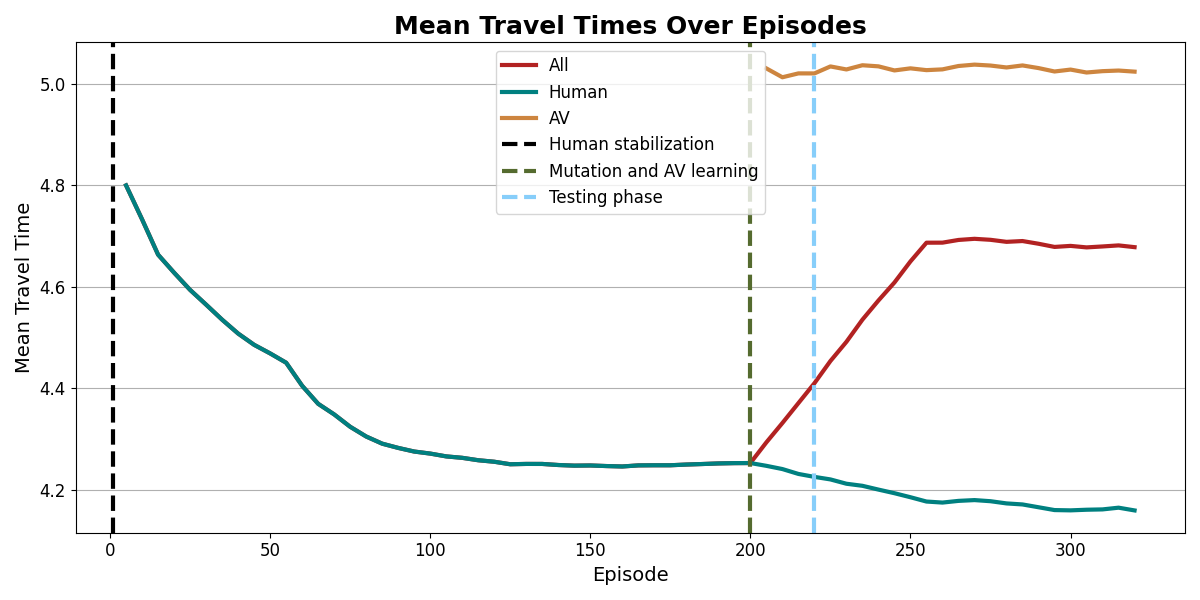 Mean Travel Times Over Episodes
All
Human
AV
Human stabilization
Mutation and AV learning
Testing phase
Mean Travel Time
5.0
4.8
4.6
4.4
4.2
0 50 100 150 200 250 300
Episode